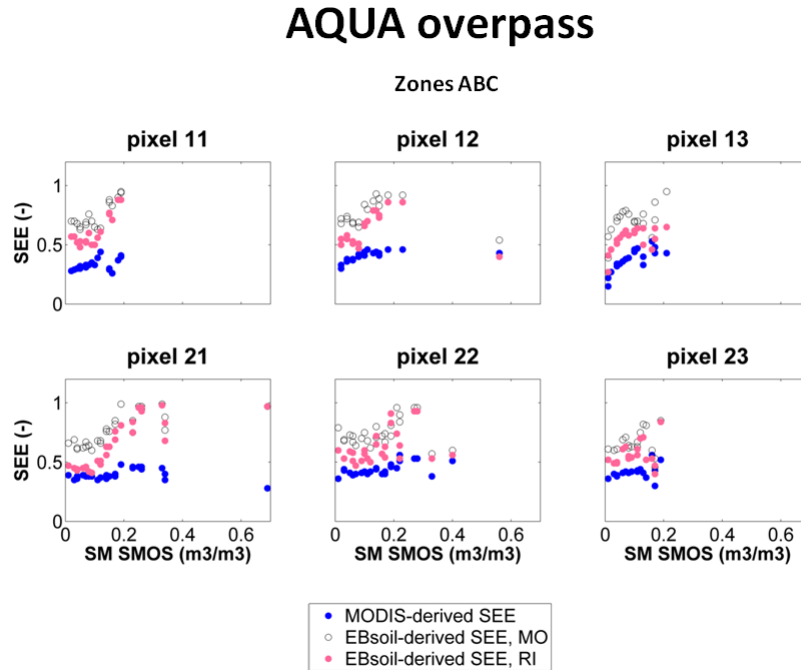 AQUA overpass
Zones ABC
pixel 11 pixel 12 pixel 13
SEE (-)
1
0.5
0
pixel 21 pixel 22 pixel 23
SEE (-)
1
0.5
0
0 0.2 0.4 0.6 0 0.2 0.4 0.6 0 0.2 0.4 0.6
SM SMOS (m3/m3) SM SMOS (m3/m3) SM SMOS (m3/m3)
MODIS-derived SEE
EBsoil-derived SEE, MO
EBsoil-derived SEE, RI